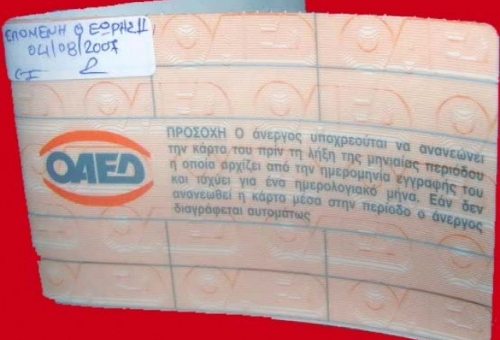 ΕΠΟΜΕΝΗ ΘΕΩΡΗΣΗ
04/08/2007
ΟΑΕΔ
ΠΡΟΣΟΧΗ Ο άνεργος υποχρεούται να ανανεώνει
την κάρτα του πρίν τη λήξη της μηνιαίας περιόδου
η οποία αρχίζει από την ημερομηνία εγγραφής του
και ισχύει για ένα ημερολογιακό μήνα. Εάν δεν
ανανεωθεί η κάρτα μέσα στην περίοδο ο άνεργος
διαγράφεται αυτομάτως